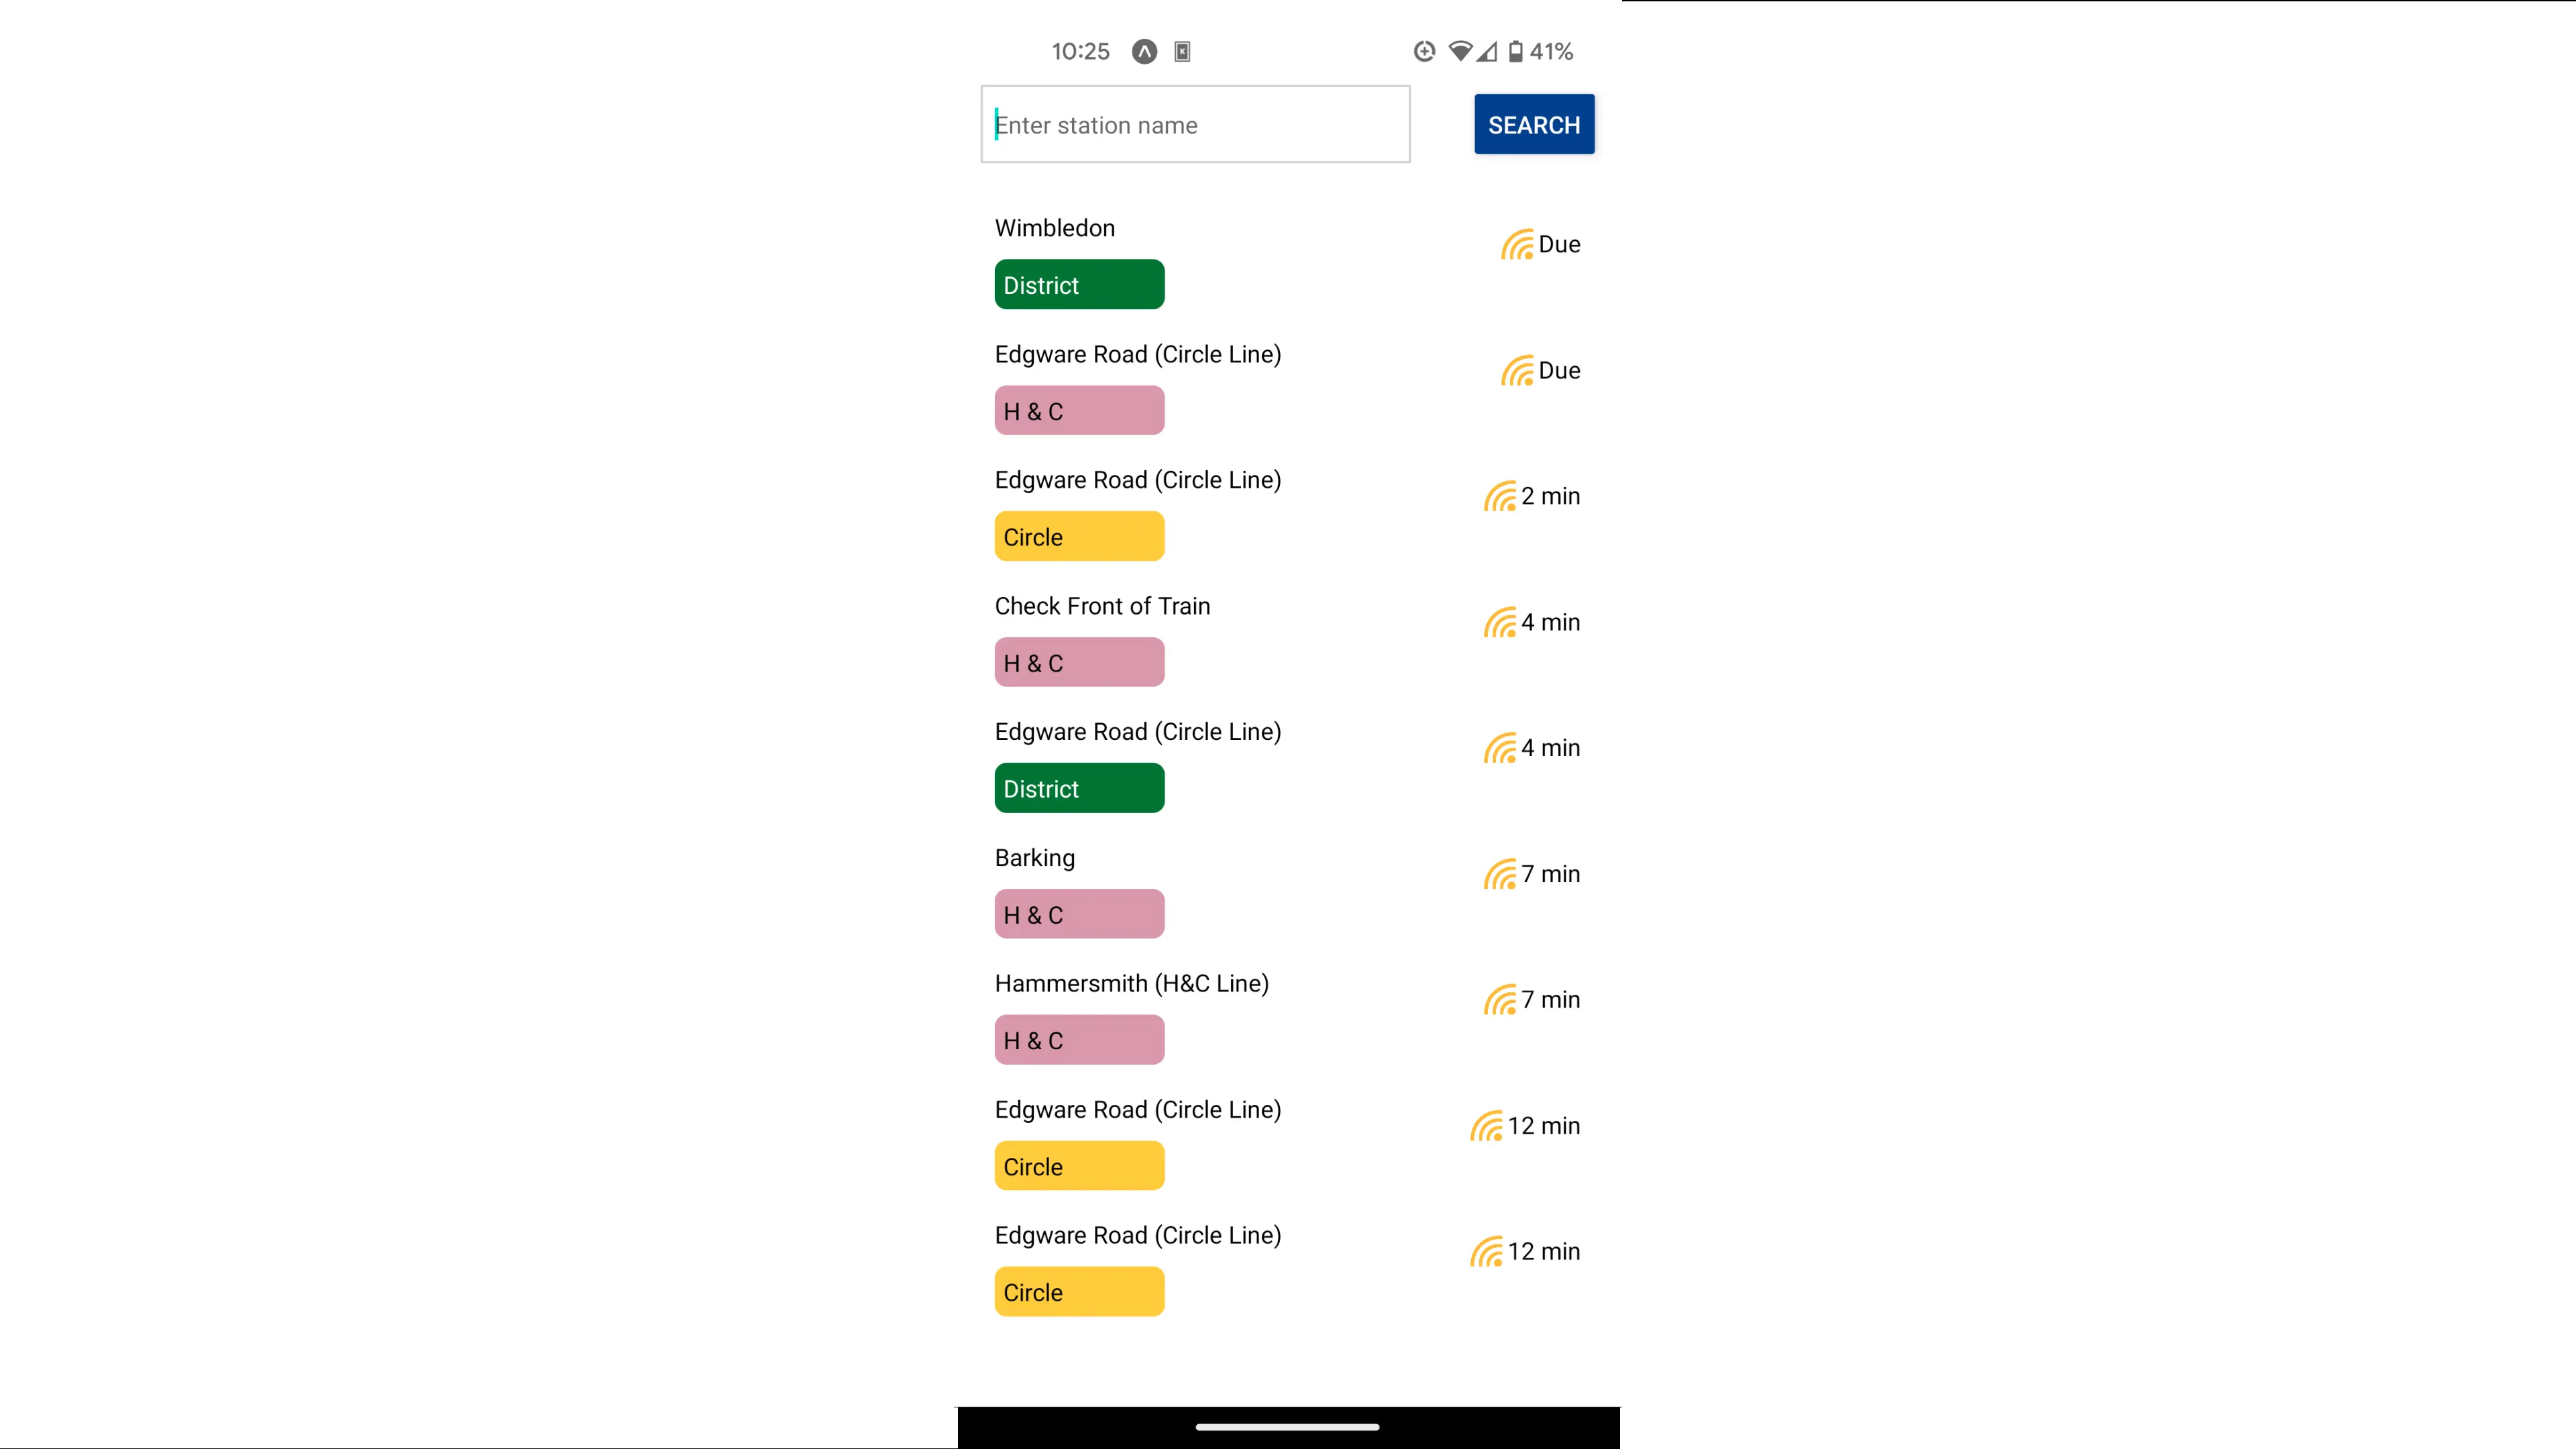 10:25 41%
Enter station name SEARCH
Wimbledon Due
District
Edgware Road (Circle Line) Due
H & C
Edgware Road (Circle Line) 2 min
Circle
Check Front of Train 4 min
H & C
Edgware Road (Circle Line) 4 min
District
Barking 7 min
H & C
Hammersmith (H&C Line) 7 min
H & C
Edgware Road (Circle Line) 12 min
Circle
Edgware Road (Circle Line) 12 min
Circle